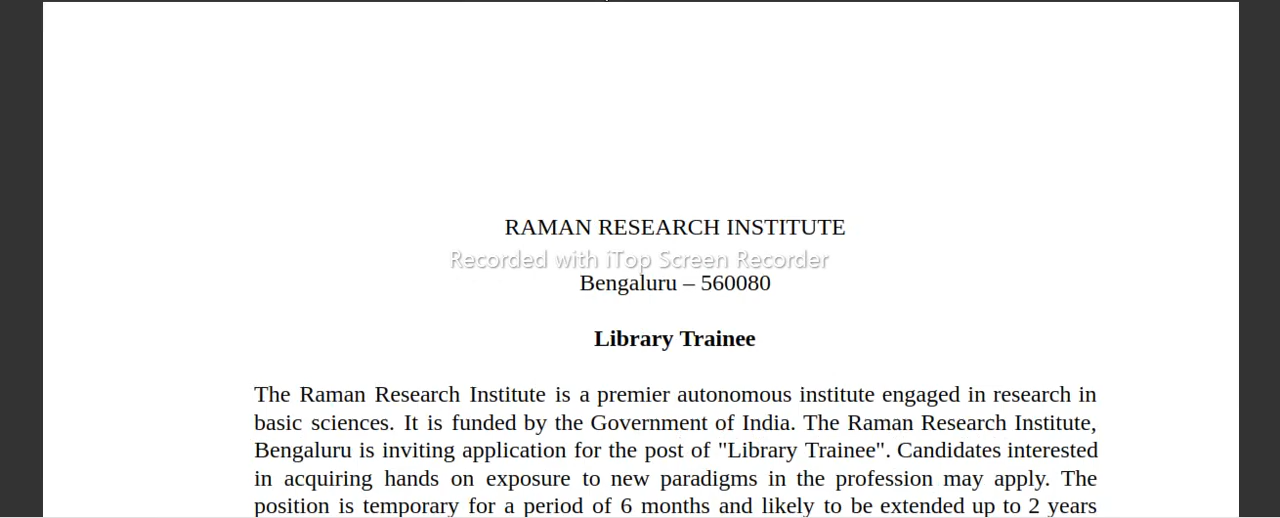 RAMAN RESEARCH INSTITUTE
Recorded with iTop Screen Recorder
Bengaluru – 560080
Library Trainee
The Raman Research Institute is a premier autonomous institute engaged in research in
basic sciences. It is funded by the Government of India. The Raman Research Institute,
Bengaluru is inviting application for the post of "Library Trainee". Candidates interested
in acquiring hands on exposure to new paradigms in the profession may apply. The
position is temporary for a period of 6 months and likely to be extended up to 2 years